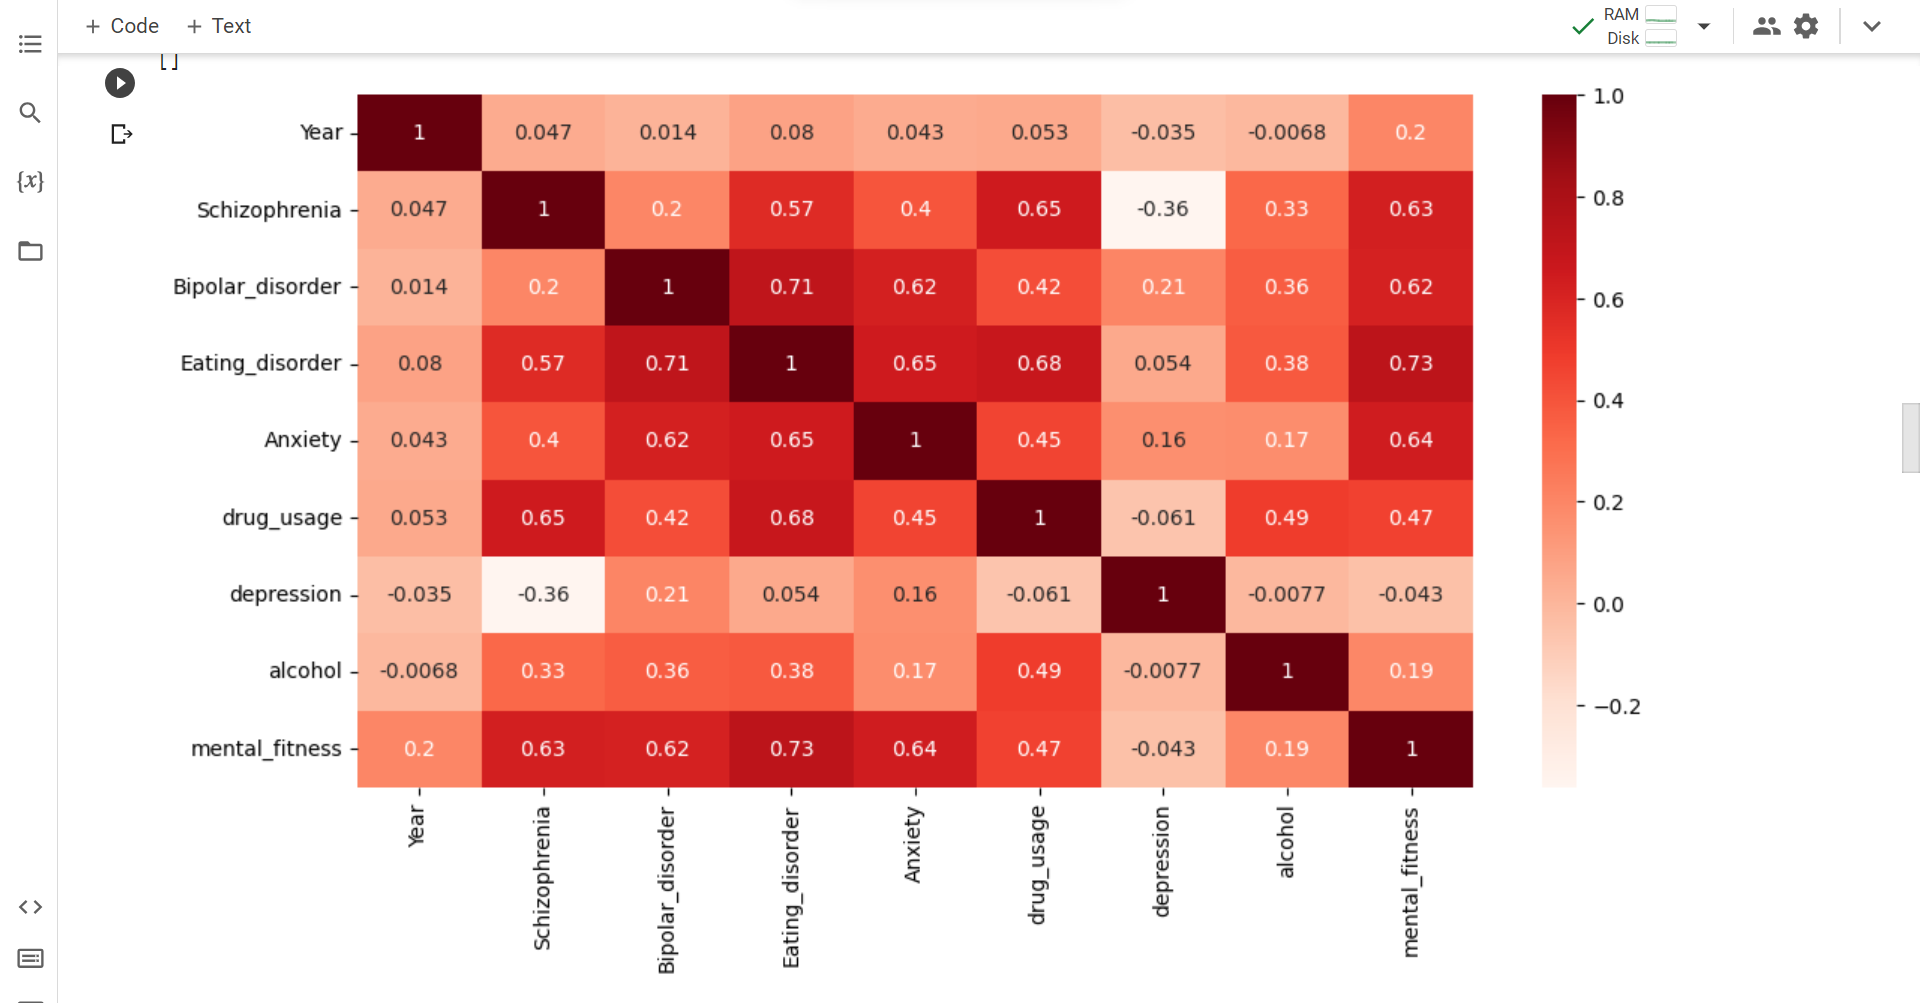 + Code + Text
RAM
Disk
[]
{x}
Year 1 0.047 0.014 0.08 0.043 0.053 -0.035 -0.0068 0.2
Schizophrenia 0.047 1 0.2 0.57 0.4 0.65 -0.36 0.33 0.63
Bipolar_disorder 0.014 0.2 1 0.71 0.62 0.42 0.21 0.36 0.62
Eating_disorder 0.08 0.57 0.71 1 0.65 0.68 0.054 0.38 0.73
Anxiety 0.043 0.4 0.62 0.65 1 0.45 0.16 0.17 0.64
drug_usage 0.053 0.65 0.42 0.68 0.45 1 -0.061 0.49 0.47
depression -0.035 -0.36 0.21 0.054 0.16 -0.061 1 -0.0077 -0.043
alcohol -0.0068 0.33 0.36 0.38 0.17 0.49 -0.0077 1 0.19
mental_fitness 0.2 0.63 0.62 0.73 0.64 0.47 -0.043 0.19 1
Year Schizophrenia Bipolar_disorder Eating_disorder Anxiety drug_usage depression alcohol mental_fitness
1.0
0.8
0.6
0.4
0.2
0.0
−0.2